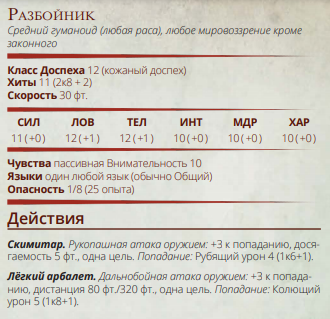 Разбойник
Средний гуманоид (любая раса), любое мировоззрение кроме
законного
Класс Доспеха 12 (кожаный доспех)
Хиты 11 (2к8 + 2)
Скорость 30 фт.
СИЛ ЛОВ ТЕЛ ИНТ МДР ХАР
11 (+0) 12 (+1) 12 (+1) 10 (+0) 10 (+0) 10 (+0)
Чувства пассивная Внимательность 10
Языки один любой язык (обычно Общий)
Опасность 1/8 (25 опыта)
Действия
Скимитар. Рукопашная атака оружием: +3 к попаданию, дося-
гаемость 5 фт., одна цель. Попадание: Рубящий урон 4 (1к6+1).
Лёгкий арбалет. Дальнобойная атака оружием: +3 к попада-
нию, дистанция 80 фт./320 фт., одна цель. Попадание: Колющий
урон 5 (1к8+1).